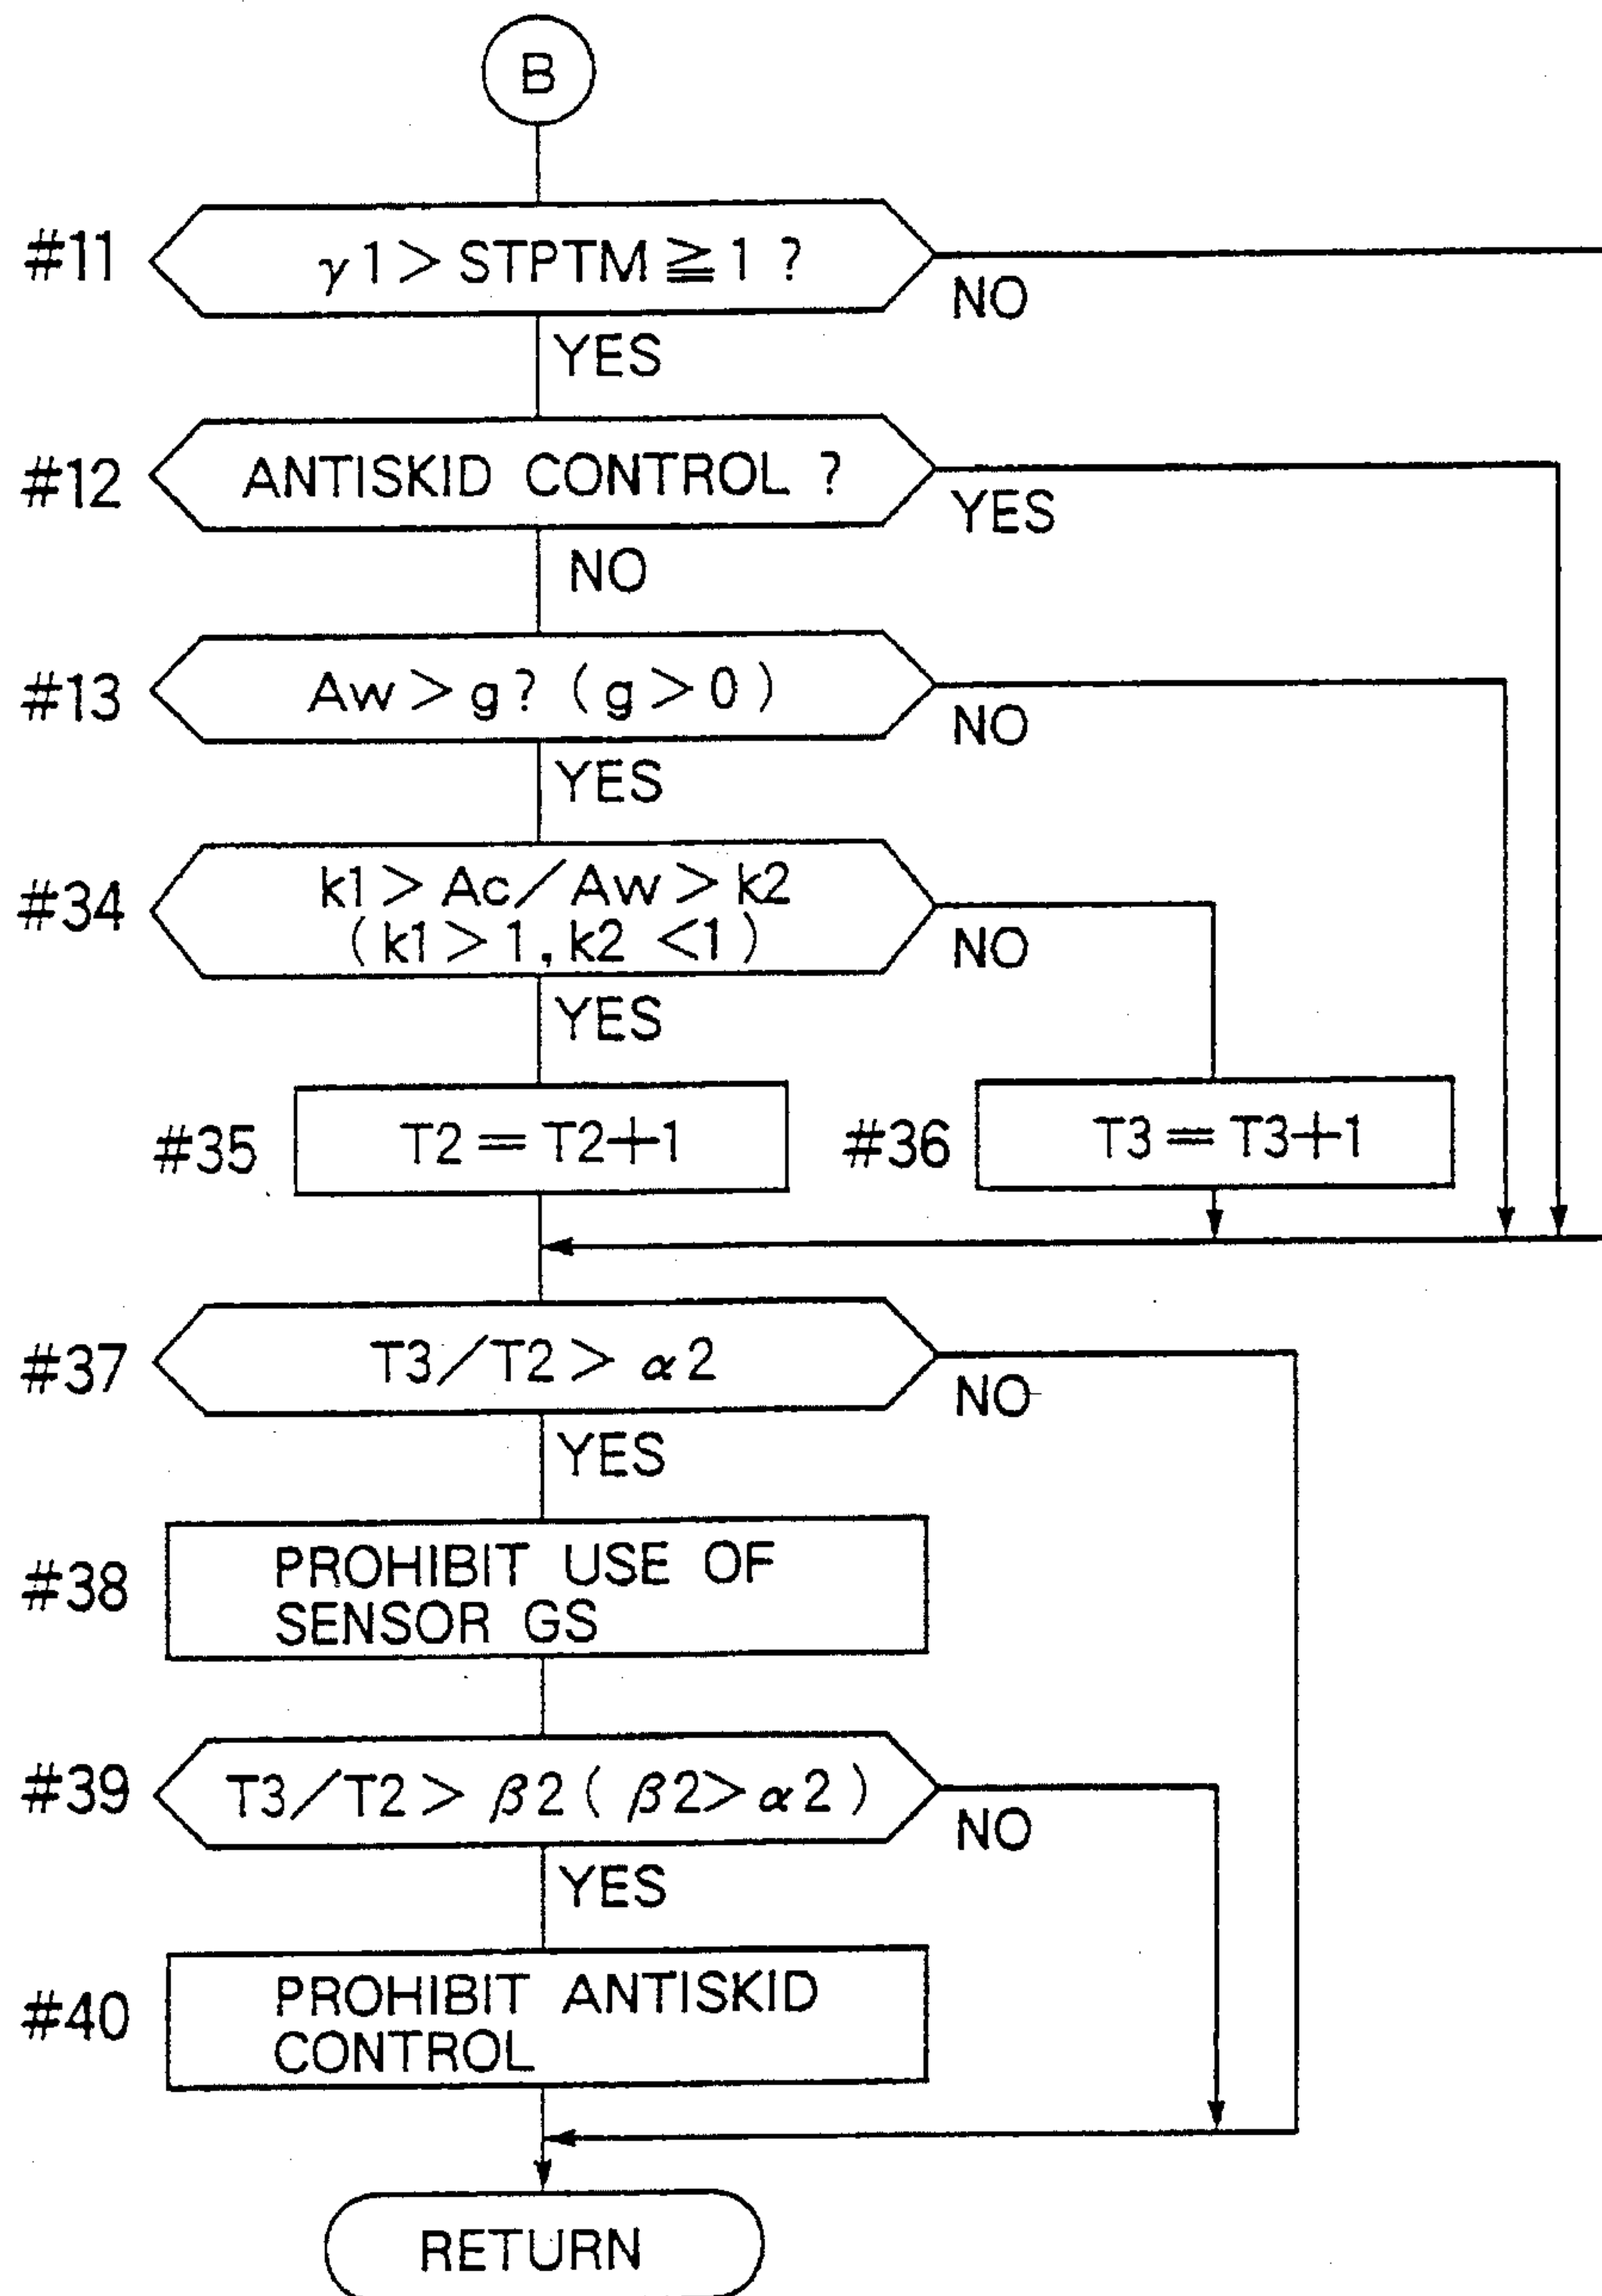 B
#11
γ1 > STPTM ≧ 1 ?
NO
YES
#12
ANTISKID CONTROL ?
YES
NO
#13
Aw > g? ( g > 0 )
NO
YES
#34
k1 > Ac / Aw > k2
( k1 > 1, k2 < 1 )
NO
YES
#35
T2 = T2+1
#36
T3 = T3+1
#37
T3/T2 > α2
NO
YES
#38
PROHIBIT USE OF
SENSOR GS
#39
T3/T2 > β2 ( β2 > α2 )
NO
YES
#40
PROHIBIT ANTISKID
CONTROL
RETURN